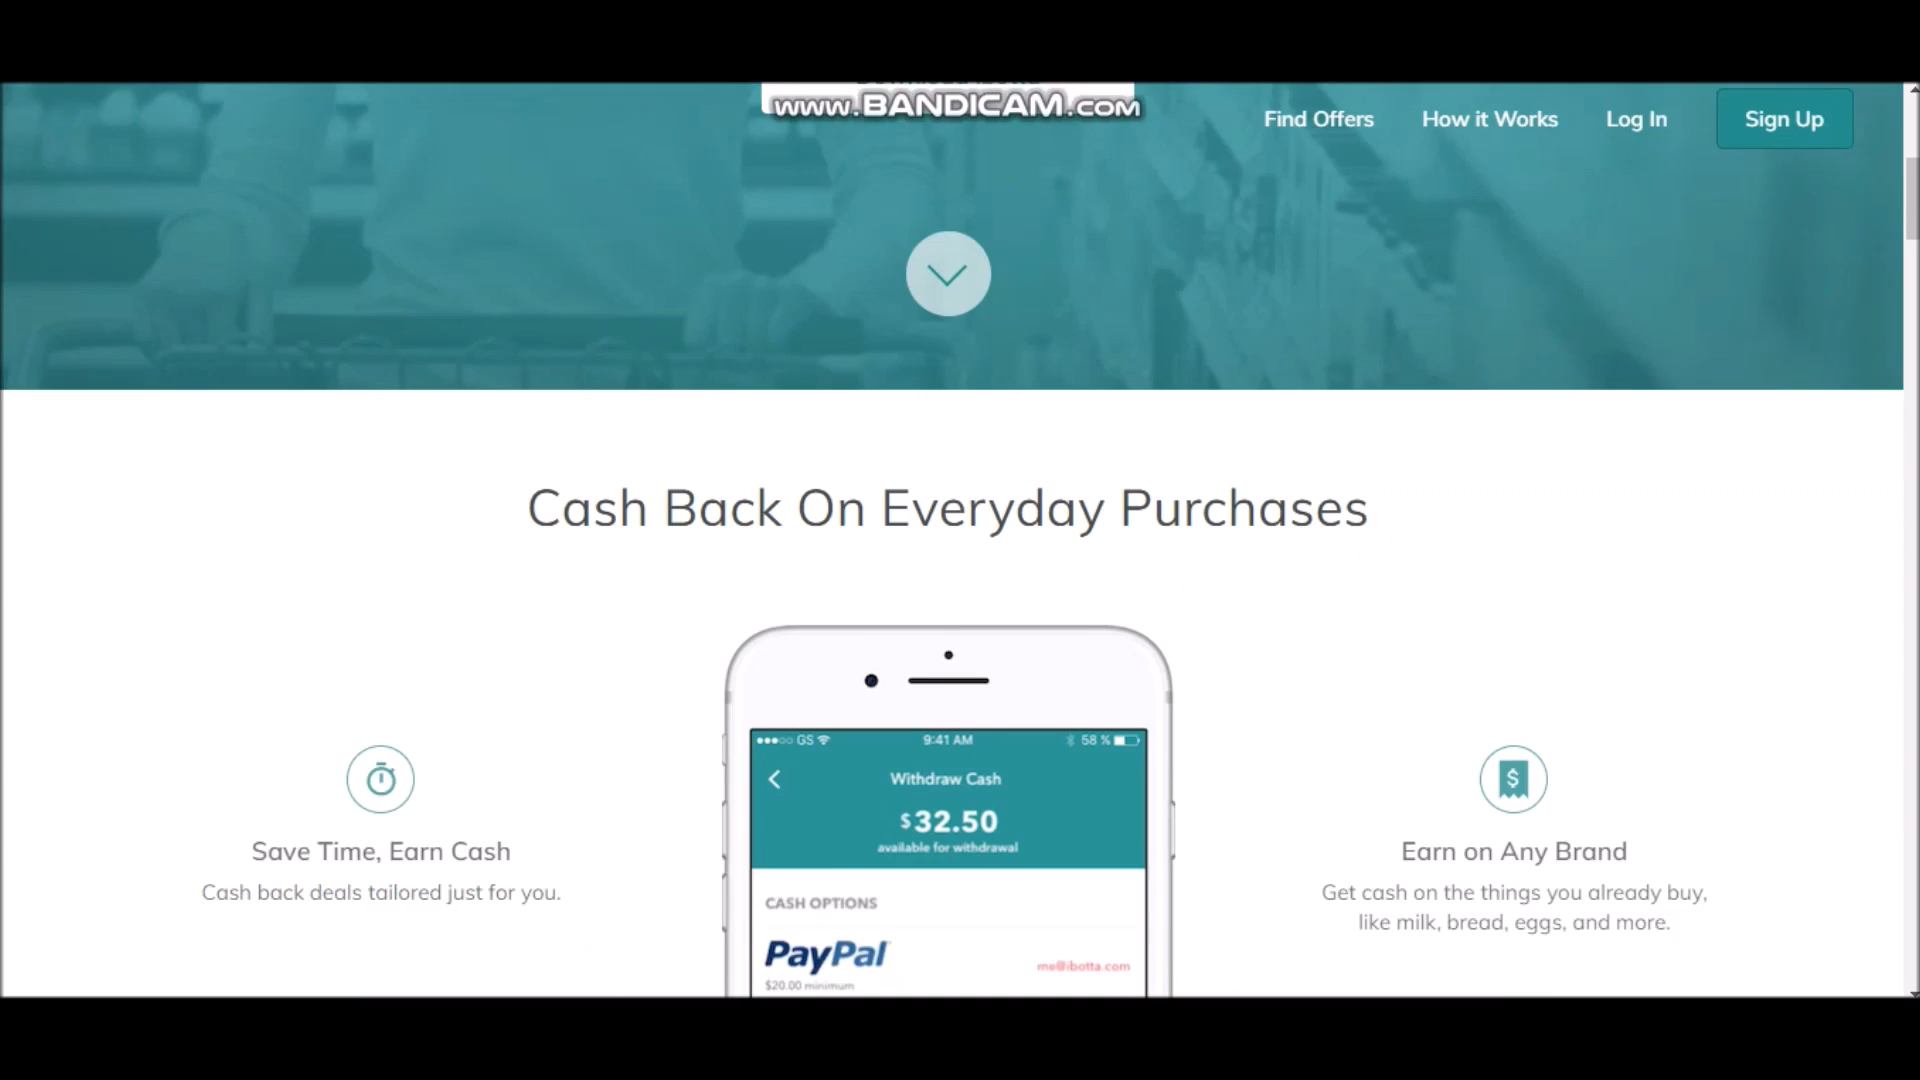 www.BANDICAM.com
Find Offers
How it Works
Log In
Sign Up
Cash Back On Everyday Purchases
GS
9:41 AM
58 %
Withdraw Cash
$32.50
available for withdrawal
Save Time, Earn Cash
Cash back deals tailored just for you.
Earn on Any Brand
Get cash on the things you already buy,
like milk, bread, eggs, and more.
CASH OPTIONS
PayPal
me@ibotta.com
$20.00 minimum